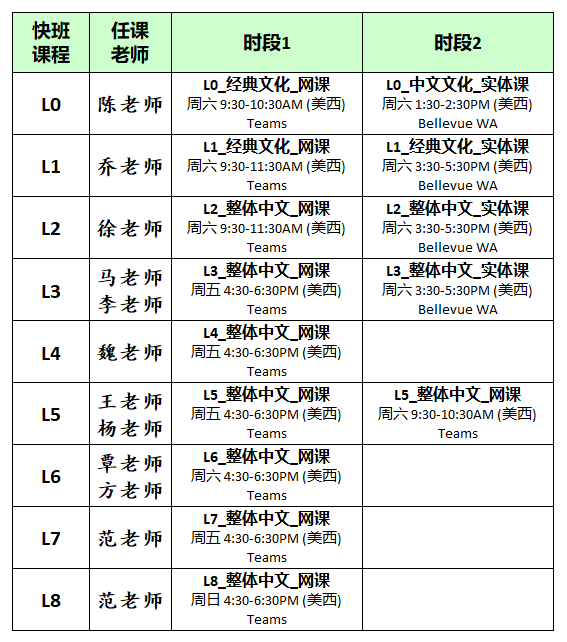 快班
课程
任课
老师
时段1
时段2
L0
陈老师
L0_经典文化_网课
周六 9:30-10:30AM (美西)
Teams
L0_中文文化_实体课
周六 1:30-2:30PM (美西)
Bellevue WA
L1
乔老师
L1_经典文化_网课
周六 9:30-11:30AM (美西)
Teams
L1_经典文化_实体课
周六 3:30-5:30PM (美西)
Bellevue WA
L2
徐老师
L2_整体中文_网课
周六 9:30-11:30AM (美西)
Teams
L2_整体中文_实体课
周六 3:30-5:30PM (美西)
Bellevue WA
L3
马老师
李老师
L3_整体中文_网课
周五 4:30-6:30PM (美西)
Teams
L3_整体中文_实体课
周六 3:30-5:30PM (美西)
Bellevue WA
L4
魏老师
L4_整体中文_网课
周五 4:30-6:30PM (美西)
Teams
L5
王老师
杨老师
L5_整体中文_网课
周五 4:30-6:30PM (美西)
Teams
L5_整体中文_网课
周六 9:30-10:30AM (美西)
Teams
L6
覃老师
方老师
L6_整体中文_网课
周六 4:30-6:30PM (美西)
Teams
L7
范老师
L7_整体中文_网课
周五 4:30-6:30PM (美西)
Teams
L8
范老师
L8_整体中文_网课
周日 4:30-6:30PM (美西)
Teams